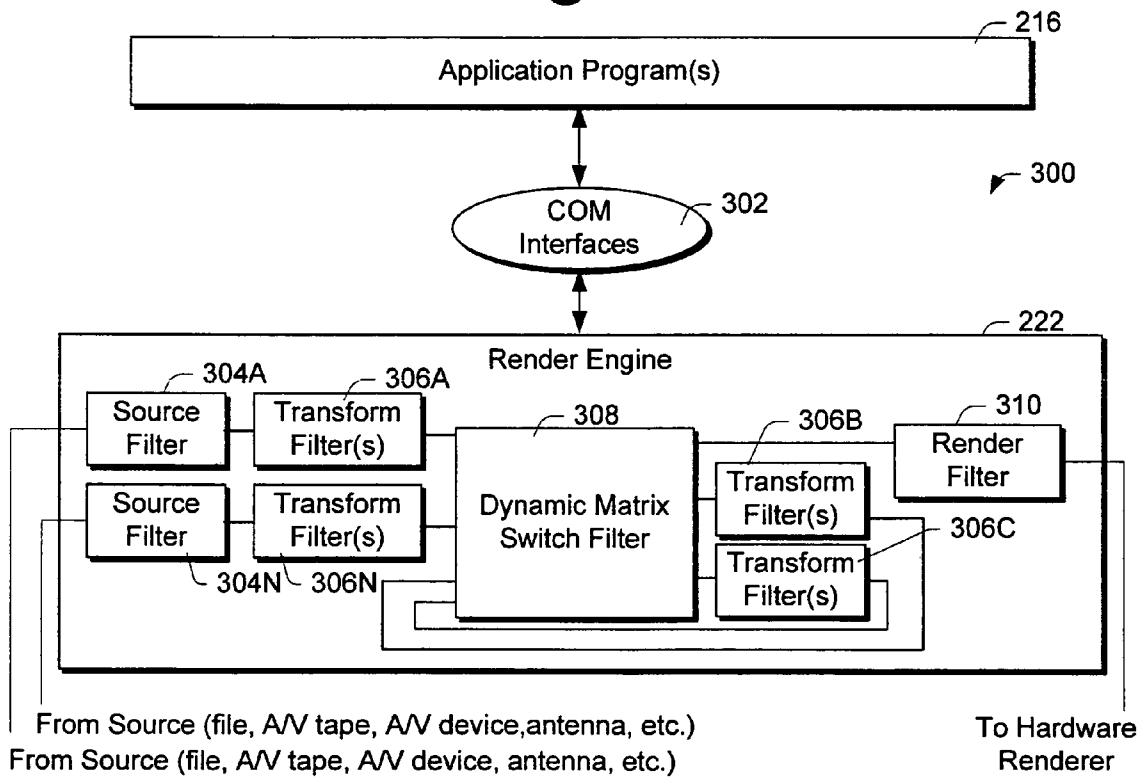 216
Application Program(s)
300
COM
Interfaces
302
222
Render Engine
304A
306A
308
306B
310
Source
Filter
Transform
Filter(s)
Render
Filter
Dynamic Matrix
Switch Filter
Transform
Filter(s)
Source
Filter
Transform
Filter(s)
306C
Transform
Filter(s)
304N
306N
From Source (file, A/V tape, A/V device,antenna, etc.)
From Source (file, A/V tape, A/V device, antenna, etc.)
To Hardware
Renderer